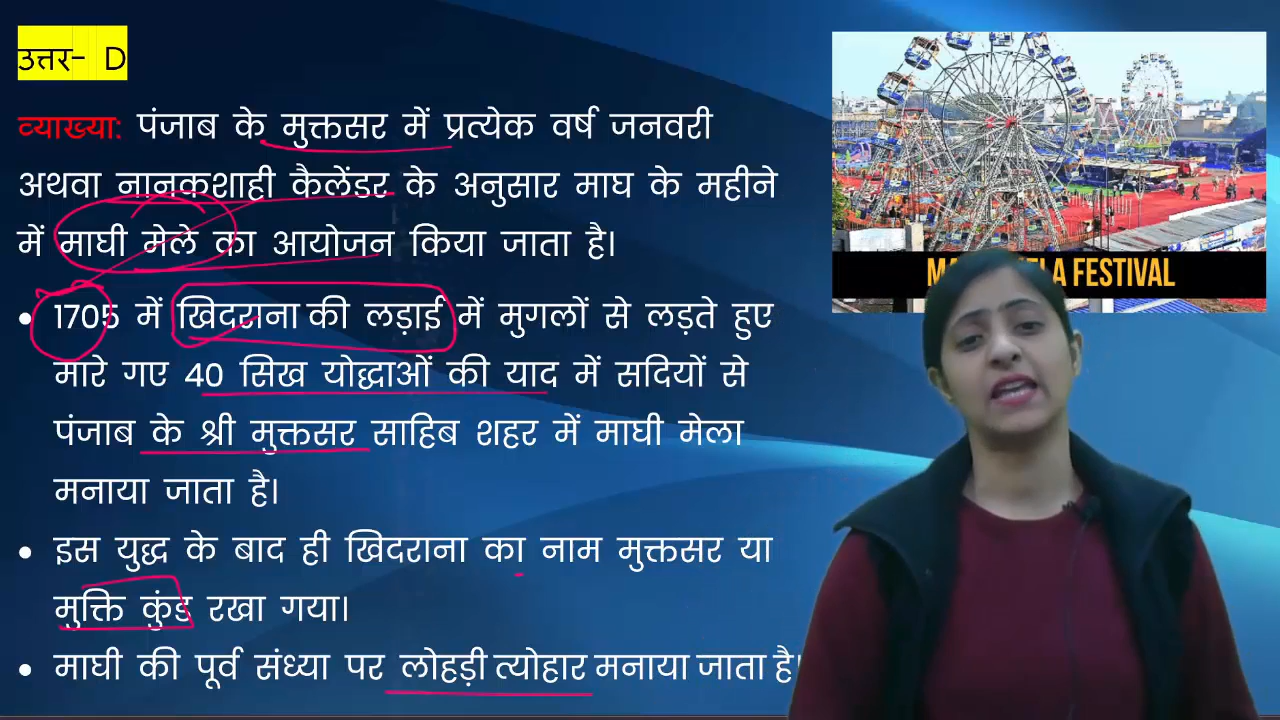 उत्तर- D
व्याख्या: पंजाब के मुक्तसर में प्रत्येक वर्ष जनवरी
अथवा नानकशाही कैलेंडर के अनुसार माघ के महीने
में माघी मेले का आयोजन किया जाता है।
• 1705 में खिदराना की लड़ाई में मुगलों से लड़ते हुए
मारे गए 40 सिख योद्धाओं की याद में सदियों से
पंजाब के श्री मुक्तसर साहिब शहर में माघी मेला
मनाया जाता है।
• इस युद्ध के बाद ही खिदराना का नाम मुक्तसर या
मुक्ति कुंड रखा गया।
• माघी की पूर्व संध्या पर लोहड़ी त्योहार मनाया जाता है।
FESTIVAL